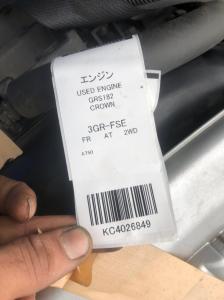 エンジン
USED ENGINE
GRS182
CROWN
3GR-FSE
FR AT 2WD
KC4026849